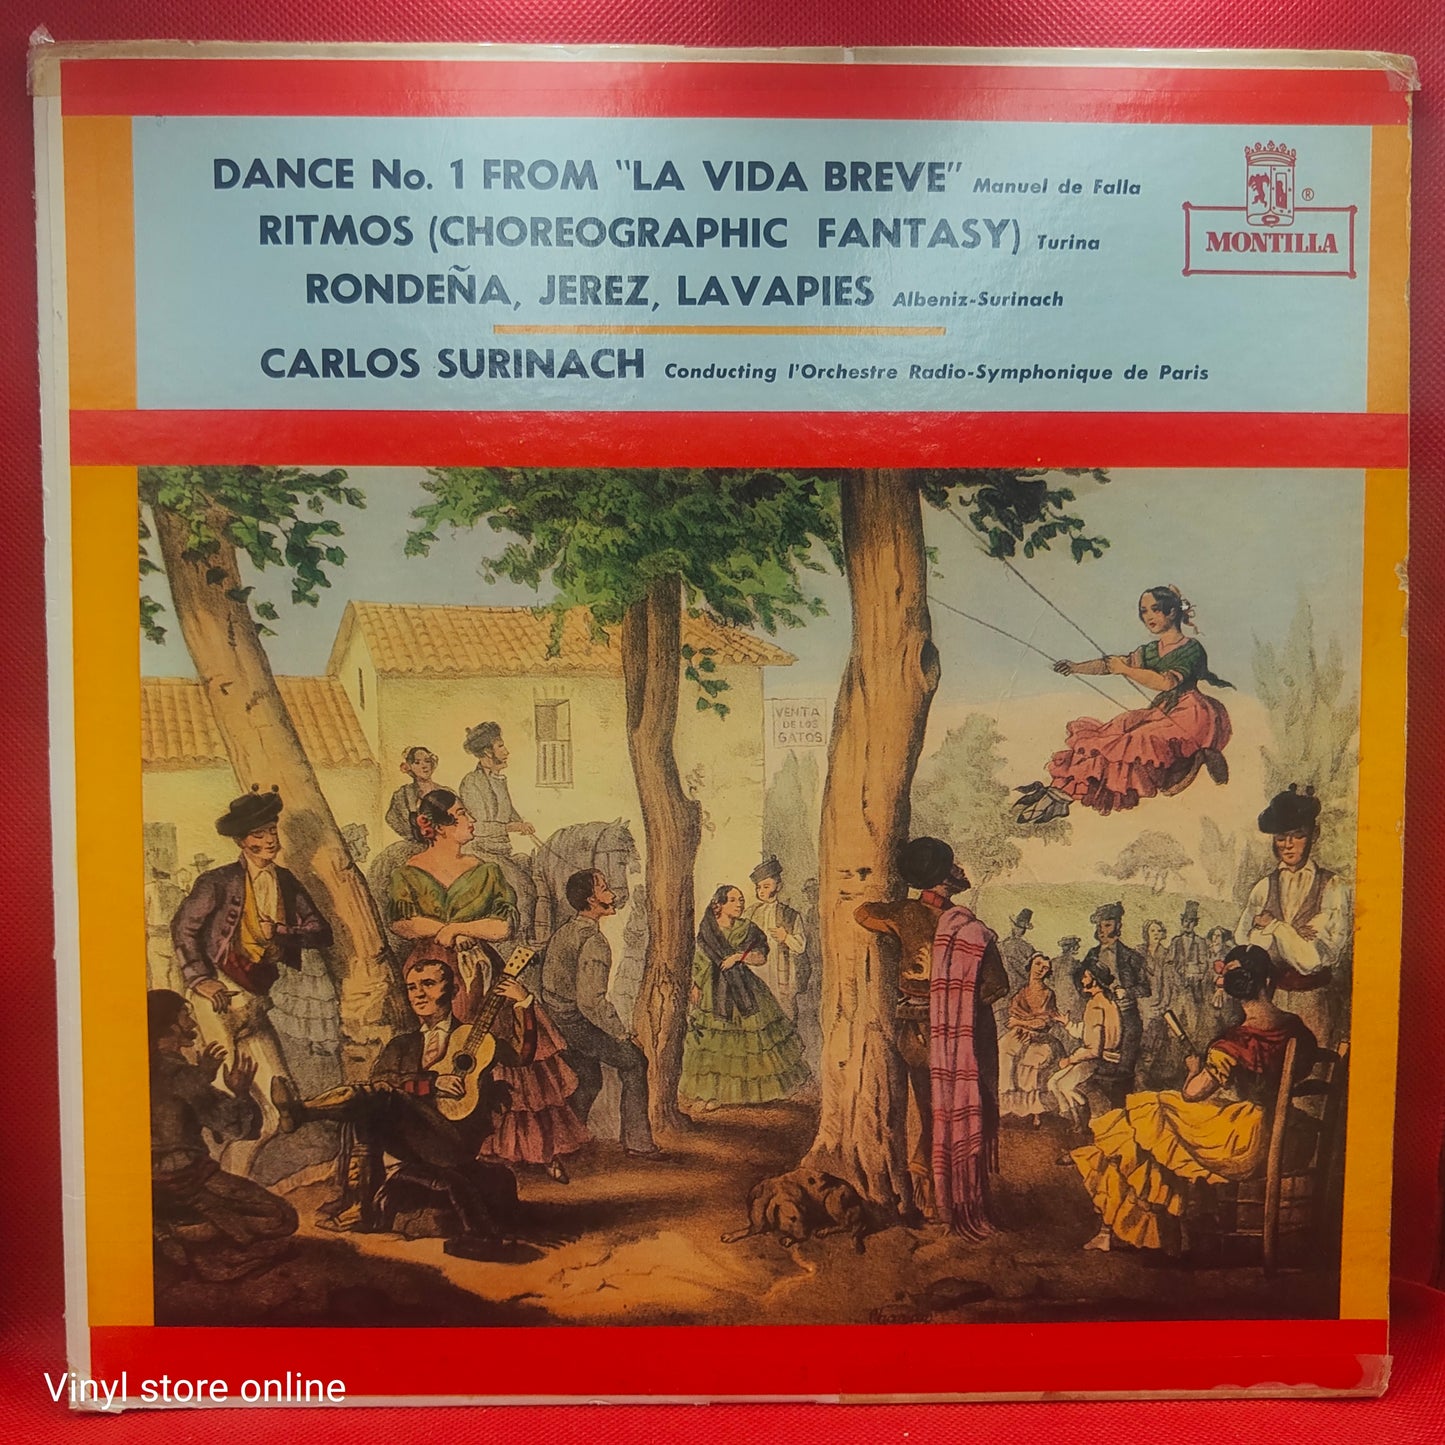 DANCE No. 1 FROM "LA VIDA BREVE" Manuel de Falla
RITMOS (CHOREOGRAPHIC FANTASY) Turina
RONDEÑA, JEREZ, LAVAPIES Albeniz-Surinach
CARLOS SURINACH Conducting l'Orchestre Radio-Symphonique de Paris
®
MONTILLA
VENTA
DE LOS
GATOS
Vinyl store online